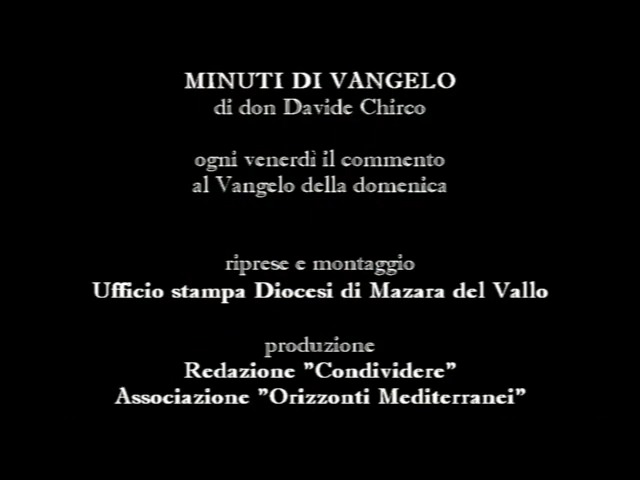 MINUTI DI VANGELO
di don Davide Chirco
ogni venerdì il commento
al Vangelo della domenica
riprese e montaggio
Ufficio stampa Diocesi di Mazara del Vallo
produzione
Redazione "Condividere"
Associazione "Orizzonti Mediterranei"